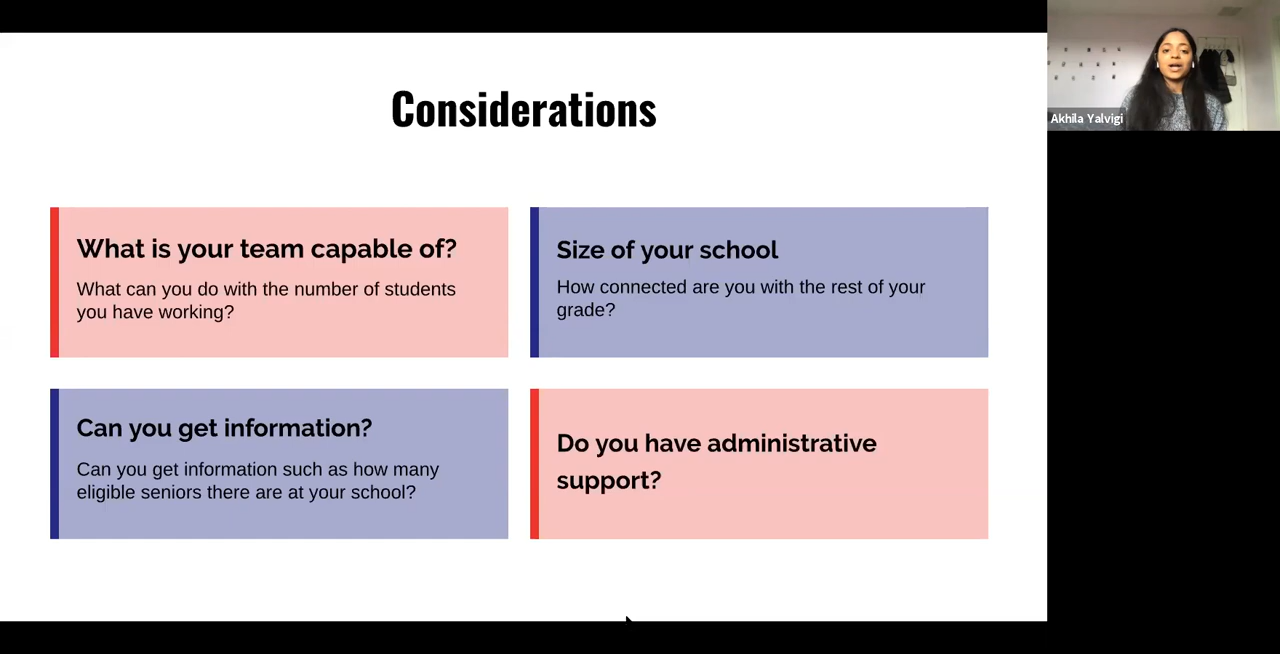 Considerations
What is your team capable of?
What can you do with the number of students
you have working?
Size of your school
How connected are you with the rest of your
grade?
Can you get information?
Can you get information such as how many
eligible seniors there are at your school?
Do you have administrative
support?
Akhila Yalvigi